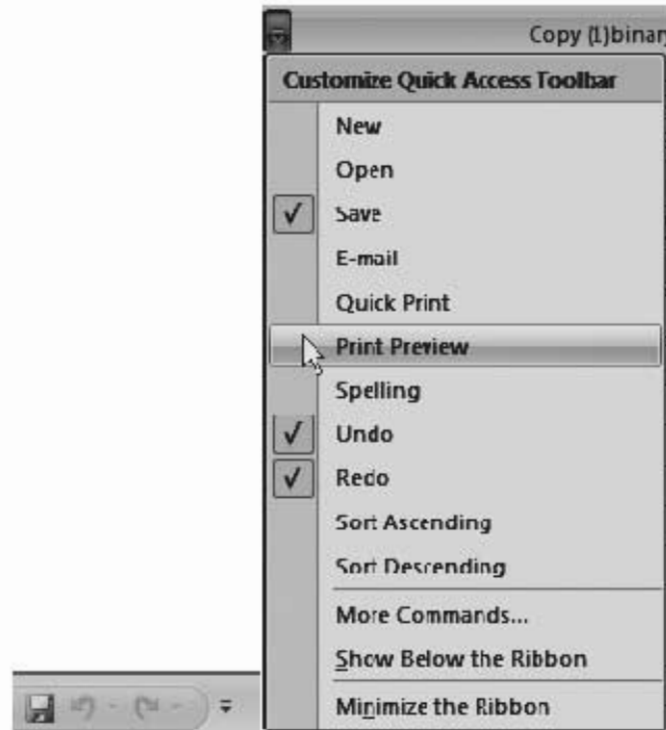 Copy (1)binary
Customize Quick Access Toolbar
New
Open
Save
E-mail
Quick Print
Print Preview
Spelling
Undo
Redo
Sort Ascending
Sort Descending
More Commands...
Show Below the Ribbon
Minimize the Ribbon